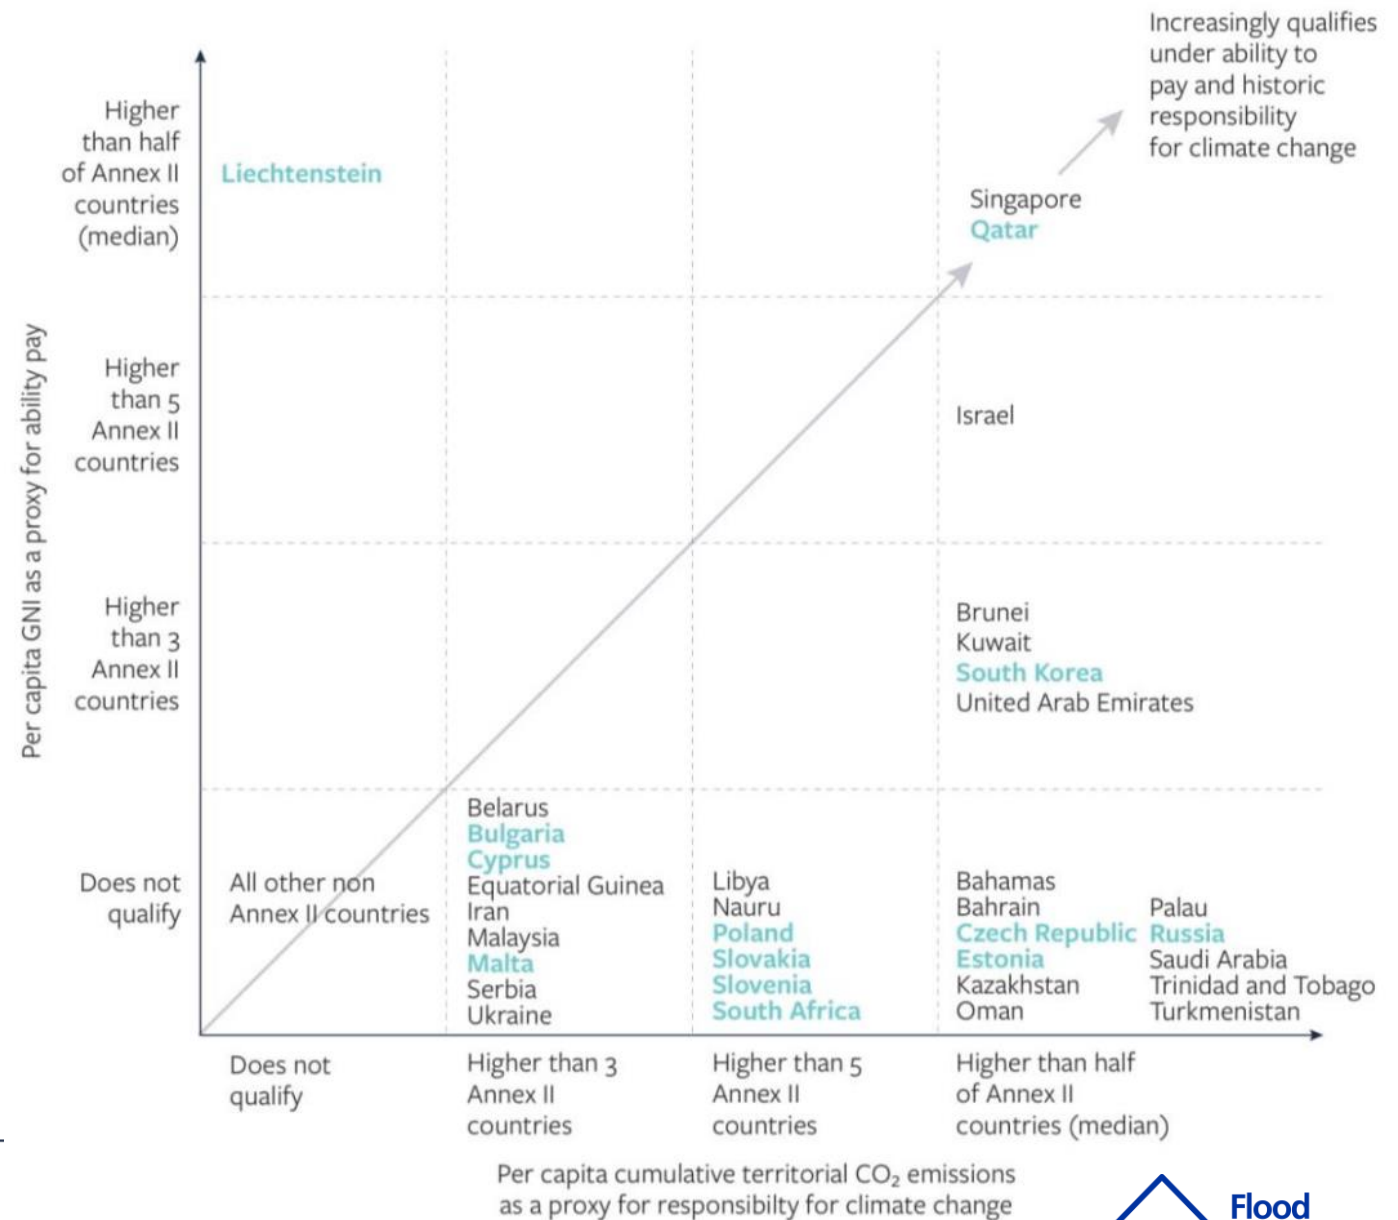 Increasingly qualifies
under ability to
pay and historic
responsibility
for climate change
Higher
than half
of Annex II
countries
(median)
Liechtenstein
Singapore
Qatar
Per capita GNI as a proxy for ability pay
Higher
than 5
Annex II
countries
Israel
Higher
than 3
Annex II
countries
Brunei
Kuwait
South Korea
United Arab Emirates
Does not
qualify
All other non
Annex II countries
Belarus
Bulgaria
Cyprus
Equatorial Guinea
Iran
Malaysia
Malta
Serbia
Ukraine
Libya
Nauru
Poland
Slovakia
Slovenia
South Africa
Bahamas
Bahrain
Czech Republic
Estonia
Kazakhstan
Oman
Palau
Russia
Saudi Arabia
Trinidad and Tobago
Turkmenistan
Does not
qualify
Higher than 3
Annex II
countries
Higher than 5
Annex II
countries
Higher than half
of Annex II
countries (median)
Per capita cumulative territorial CO₂ emissions
as a proxy for responsibilty for climate change
Flood